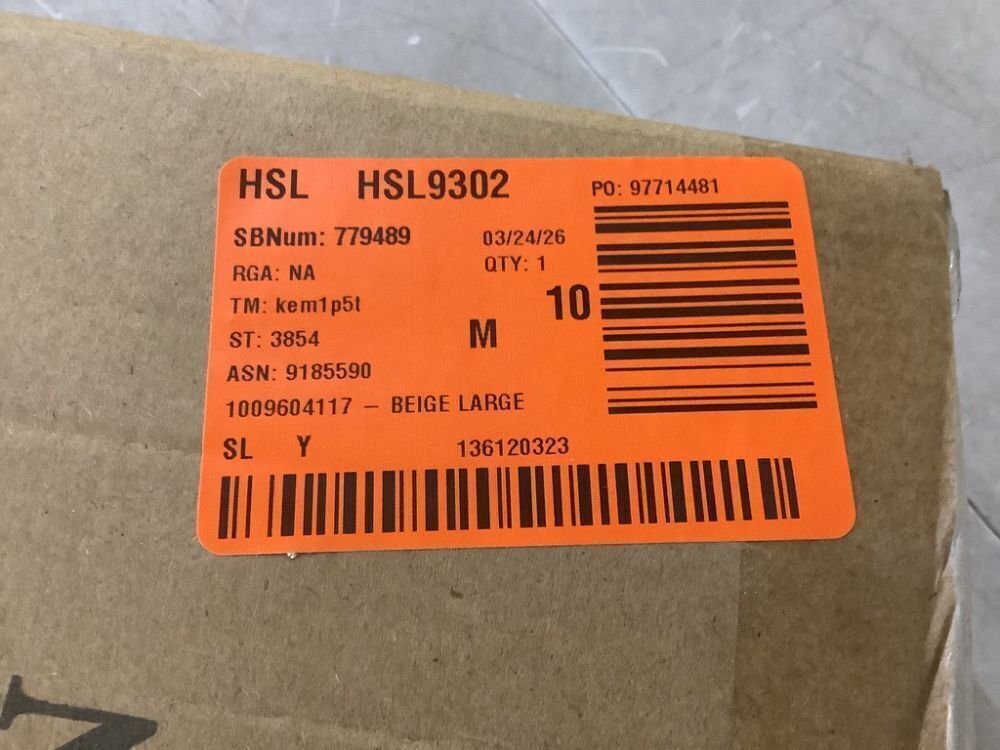 HSL HSL9302
PO: 97714481
SBNum: 779489
03/24/26
RGA: NA
QTY: 1
TM: kem1p5t
10
ST: 3854
M
ASN: 9185590
1009604117 – BEIGE LARGE
SL Y
136120323
N